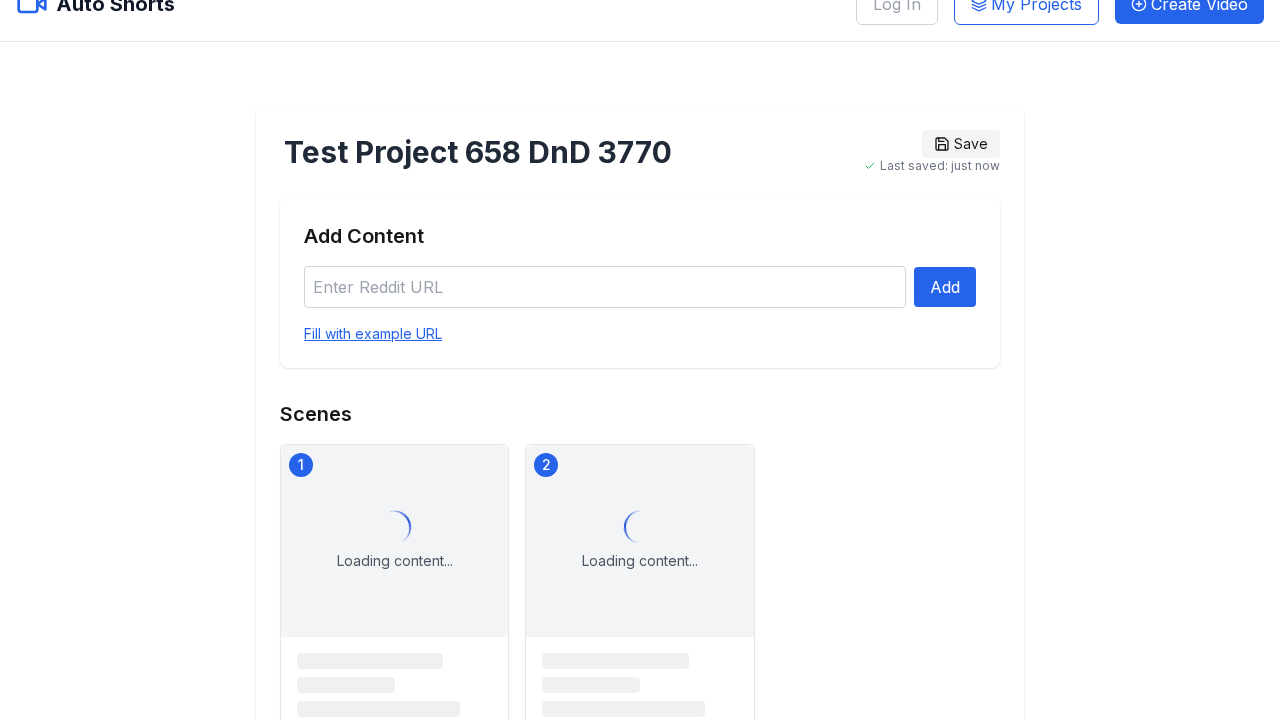 Auto Shorts
Log In
My Projects
Create Video
Test Project 658 DnD 3770
Save
Last saved: just now
Add Content
Enter Reddit URL
Add
Fill with example URL
Scenes
1
2
Loading content...
Loading content...